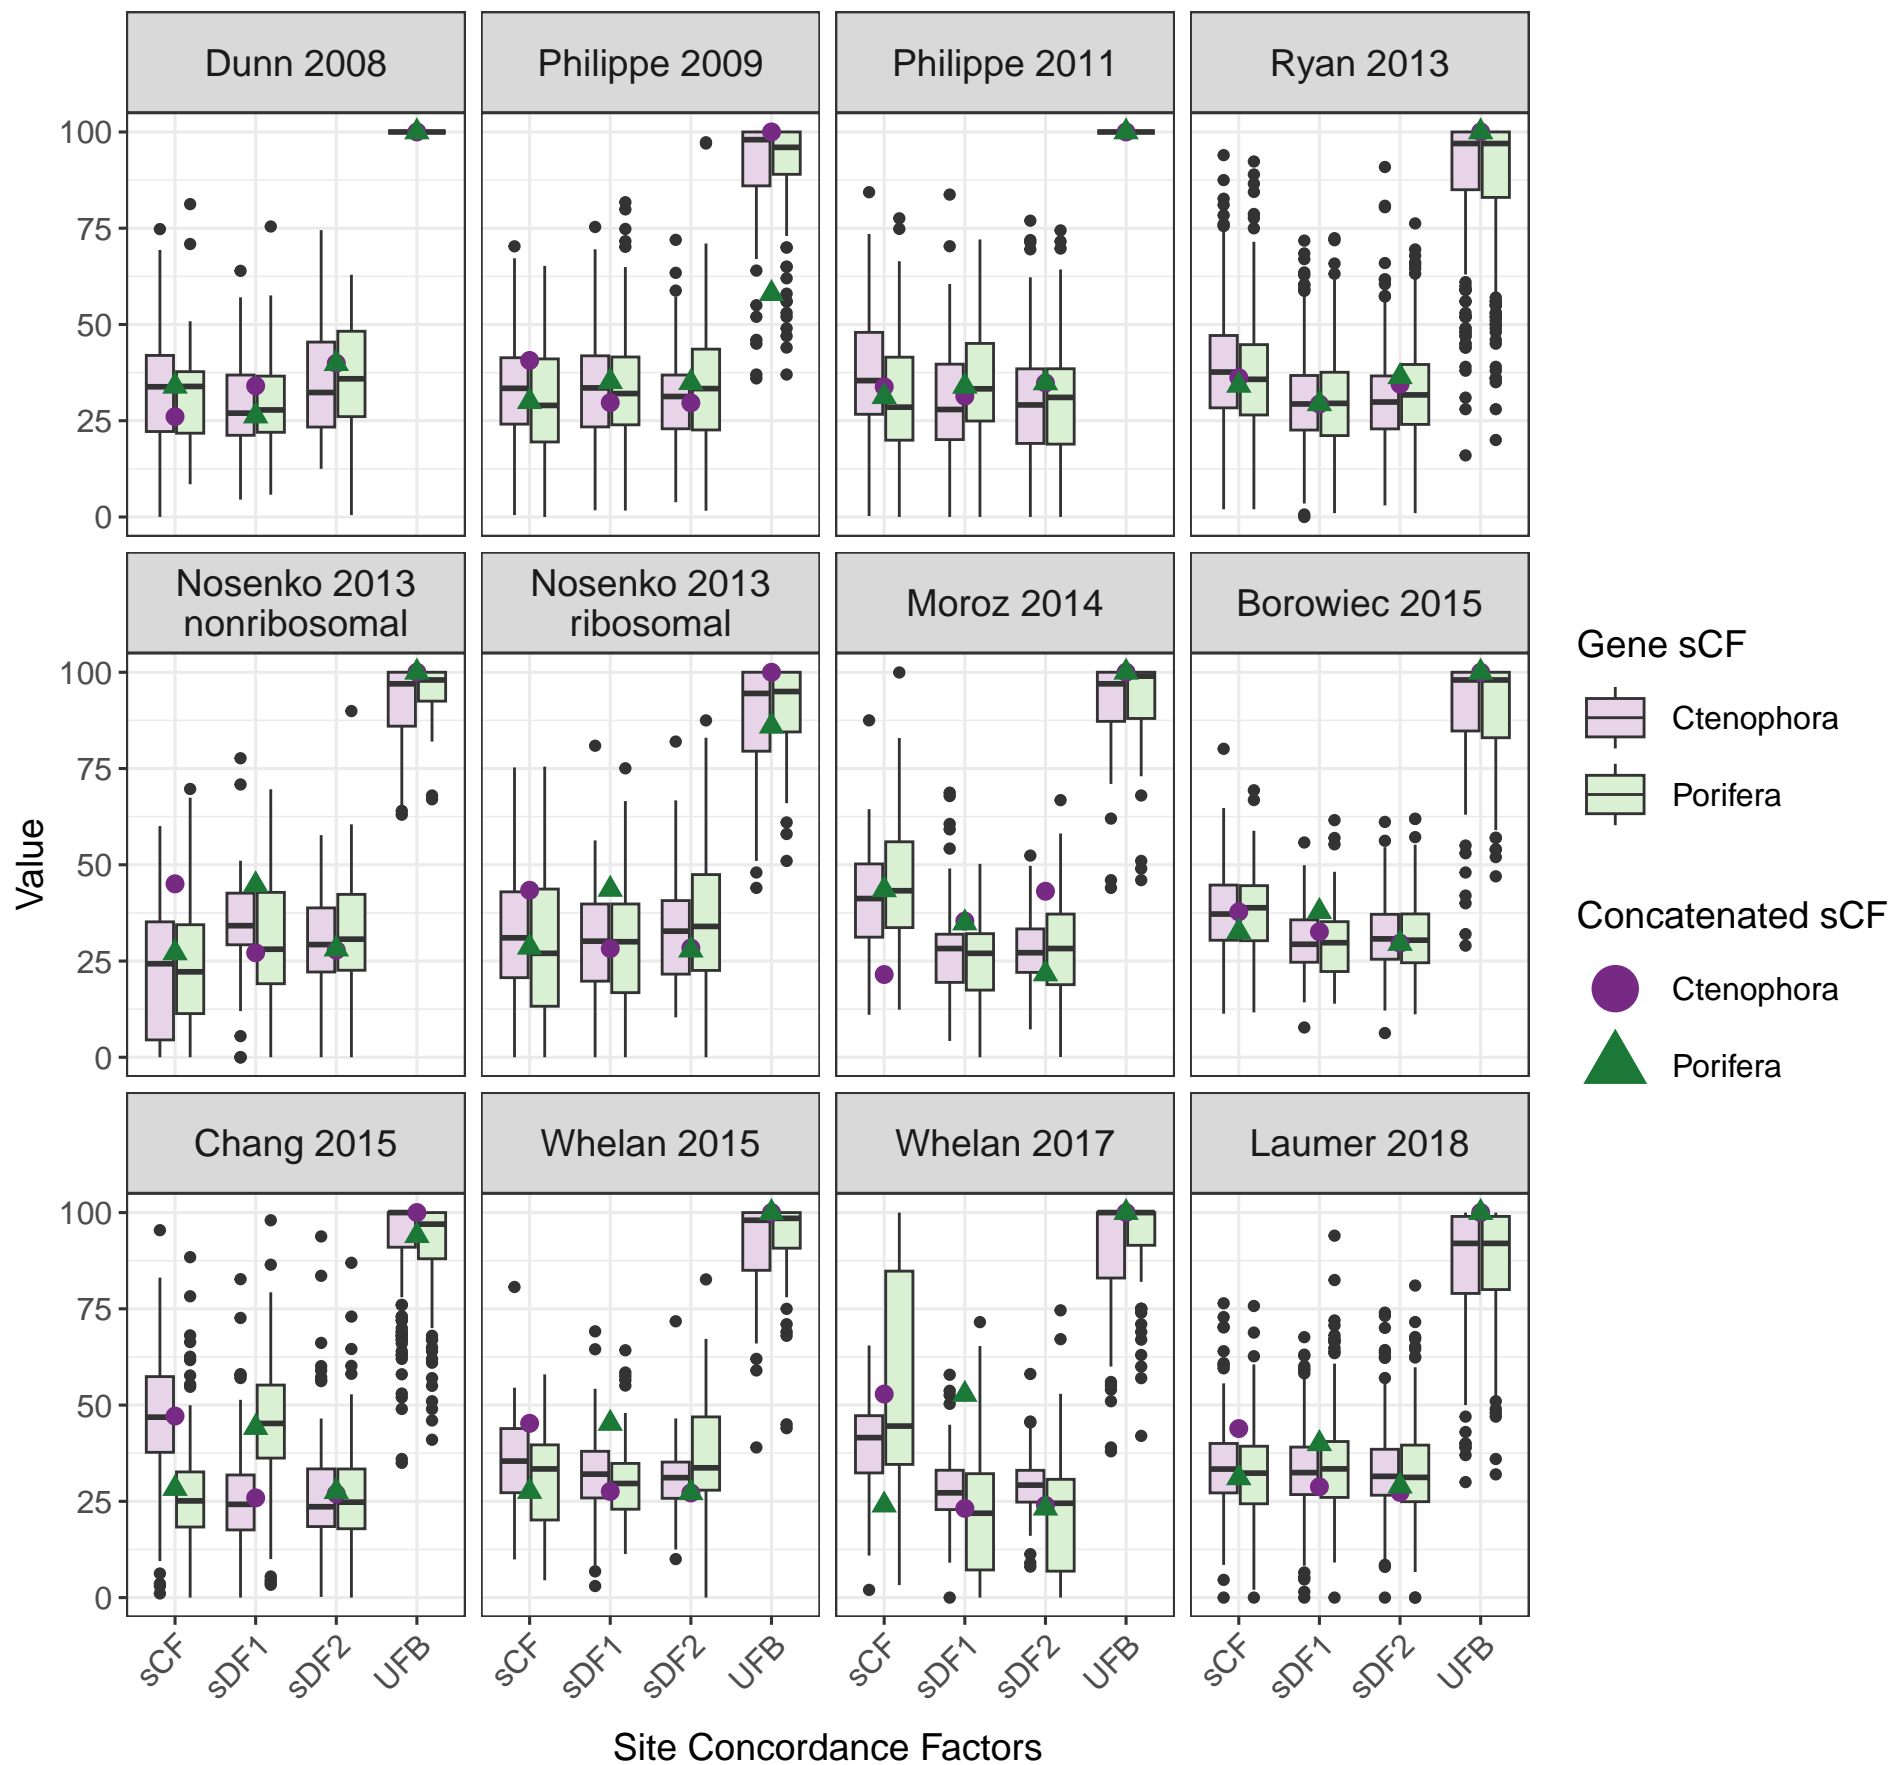 Dunn 2008
Philippe 2009
Philippe 2011
Ryan 2013
100
75
50
25
0
Nosenko 2013
nonribosomal
Nosenko 2013
ribosomal
Moroz 2014
Borowiec 2015
100
75
50
25
0
Chang 2015
Whelan 2015
Whelan 2017
Laumer 2018
100
75
50
25
0
sCF
sDF1
sDF2
UFB
sCF
sDF1
sDF2
UFB
sCF
sDF1
sDF2
UFB
sCF
sDF1
sDF2
UFB
Value
Site Concordance Factors
Gene sCF
Ctenophora
Porifera
Concatenated sCF
Ctenophora
Porifera